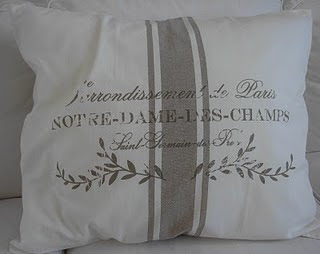 e
Arrondissement de Paris
NOTRE-DAME-DES-CHAMPS
Saint-Germain-des Prés